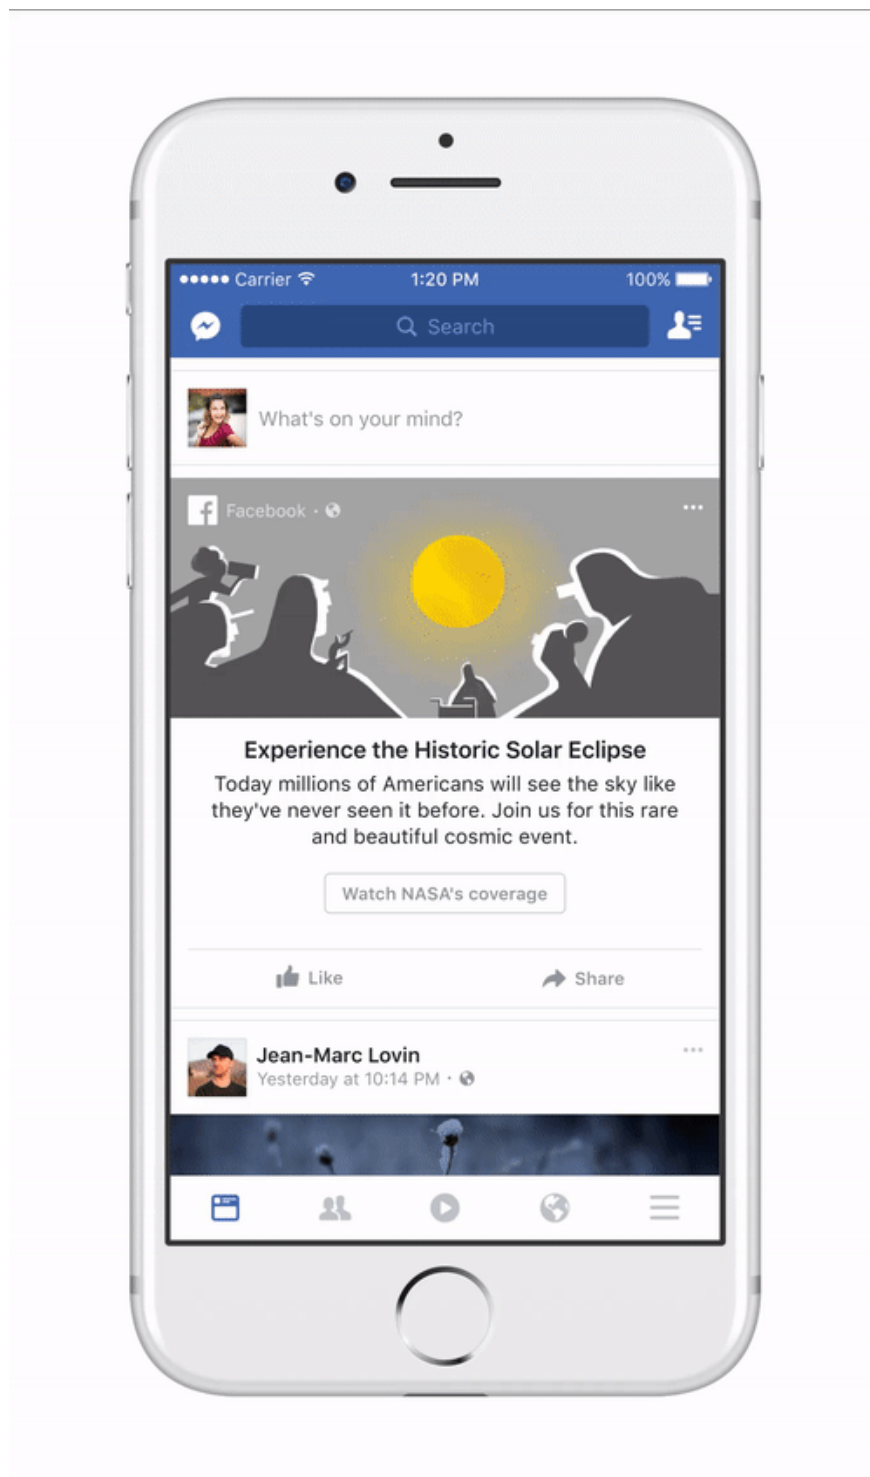 Carrier 1:20 PM 100%
Search
What's on your mind?
Facebook ·
Experience the Historic Solar Eclipse
Today millions of Americans will see the sky like
they've never seen it before. Join us for this rare
and beautiful cosmic event.
Watch NASA's coverage
Like Share
Jean-Marc Lovin
Yesterday at 10:14 PM ·